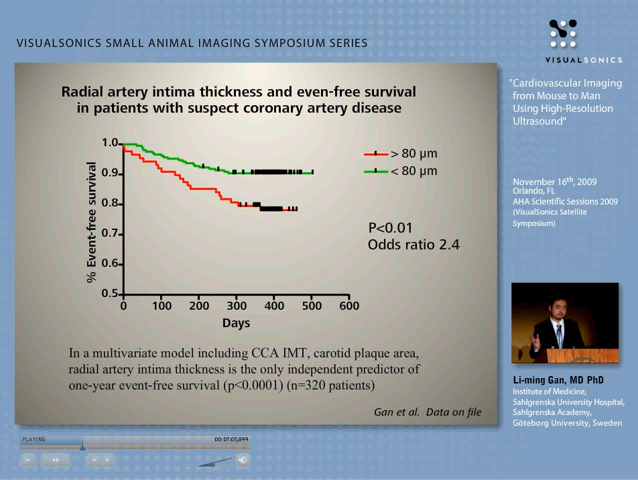 VISUALSONICS SMALL ANIMAL IMAGING SYMPOSIUM SERIES
VISUALSONICS
Radial artery intima thickness and even-free survival
in patients with suspect coronary artery disease
% Event-free survival
1.0
0.9
0.8
0.7
0.6
0.5
0
100
200
300
400
500
600
Days
> 80 µm
< 80 µm
P<0.01
Odds ratio 2.4
In a multivariate model including CCA IMT, carotid plaque area,
radial artery intima thickness is the only independent predictor of
one-year event-free survival (p<0.0001) (n=320 patients)
Gan et al. Data on file
"Cardiovascular Imaging
from Mouse to Man
Using High-Resolution
Ultrasound"
November 16th, 2009
Orlando, FL
AHA Scientific Sessions 2009
(VisualSonics Satellite
Symposium)
Li-ming Gan, MD PhD
Institute of Medicine,
Sahlgrenska University Hospital,
Sahlgrenska Academy,
Göteborg University, Sweden
PLAYING
00:07:05,899